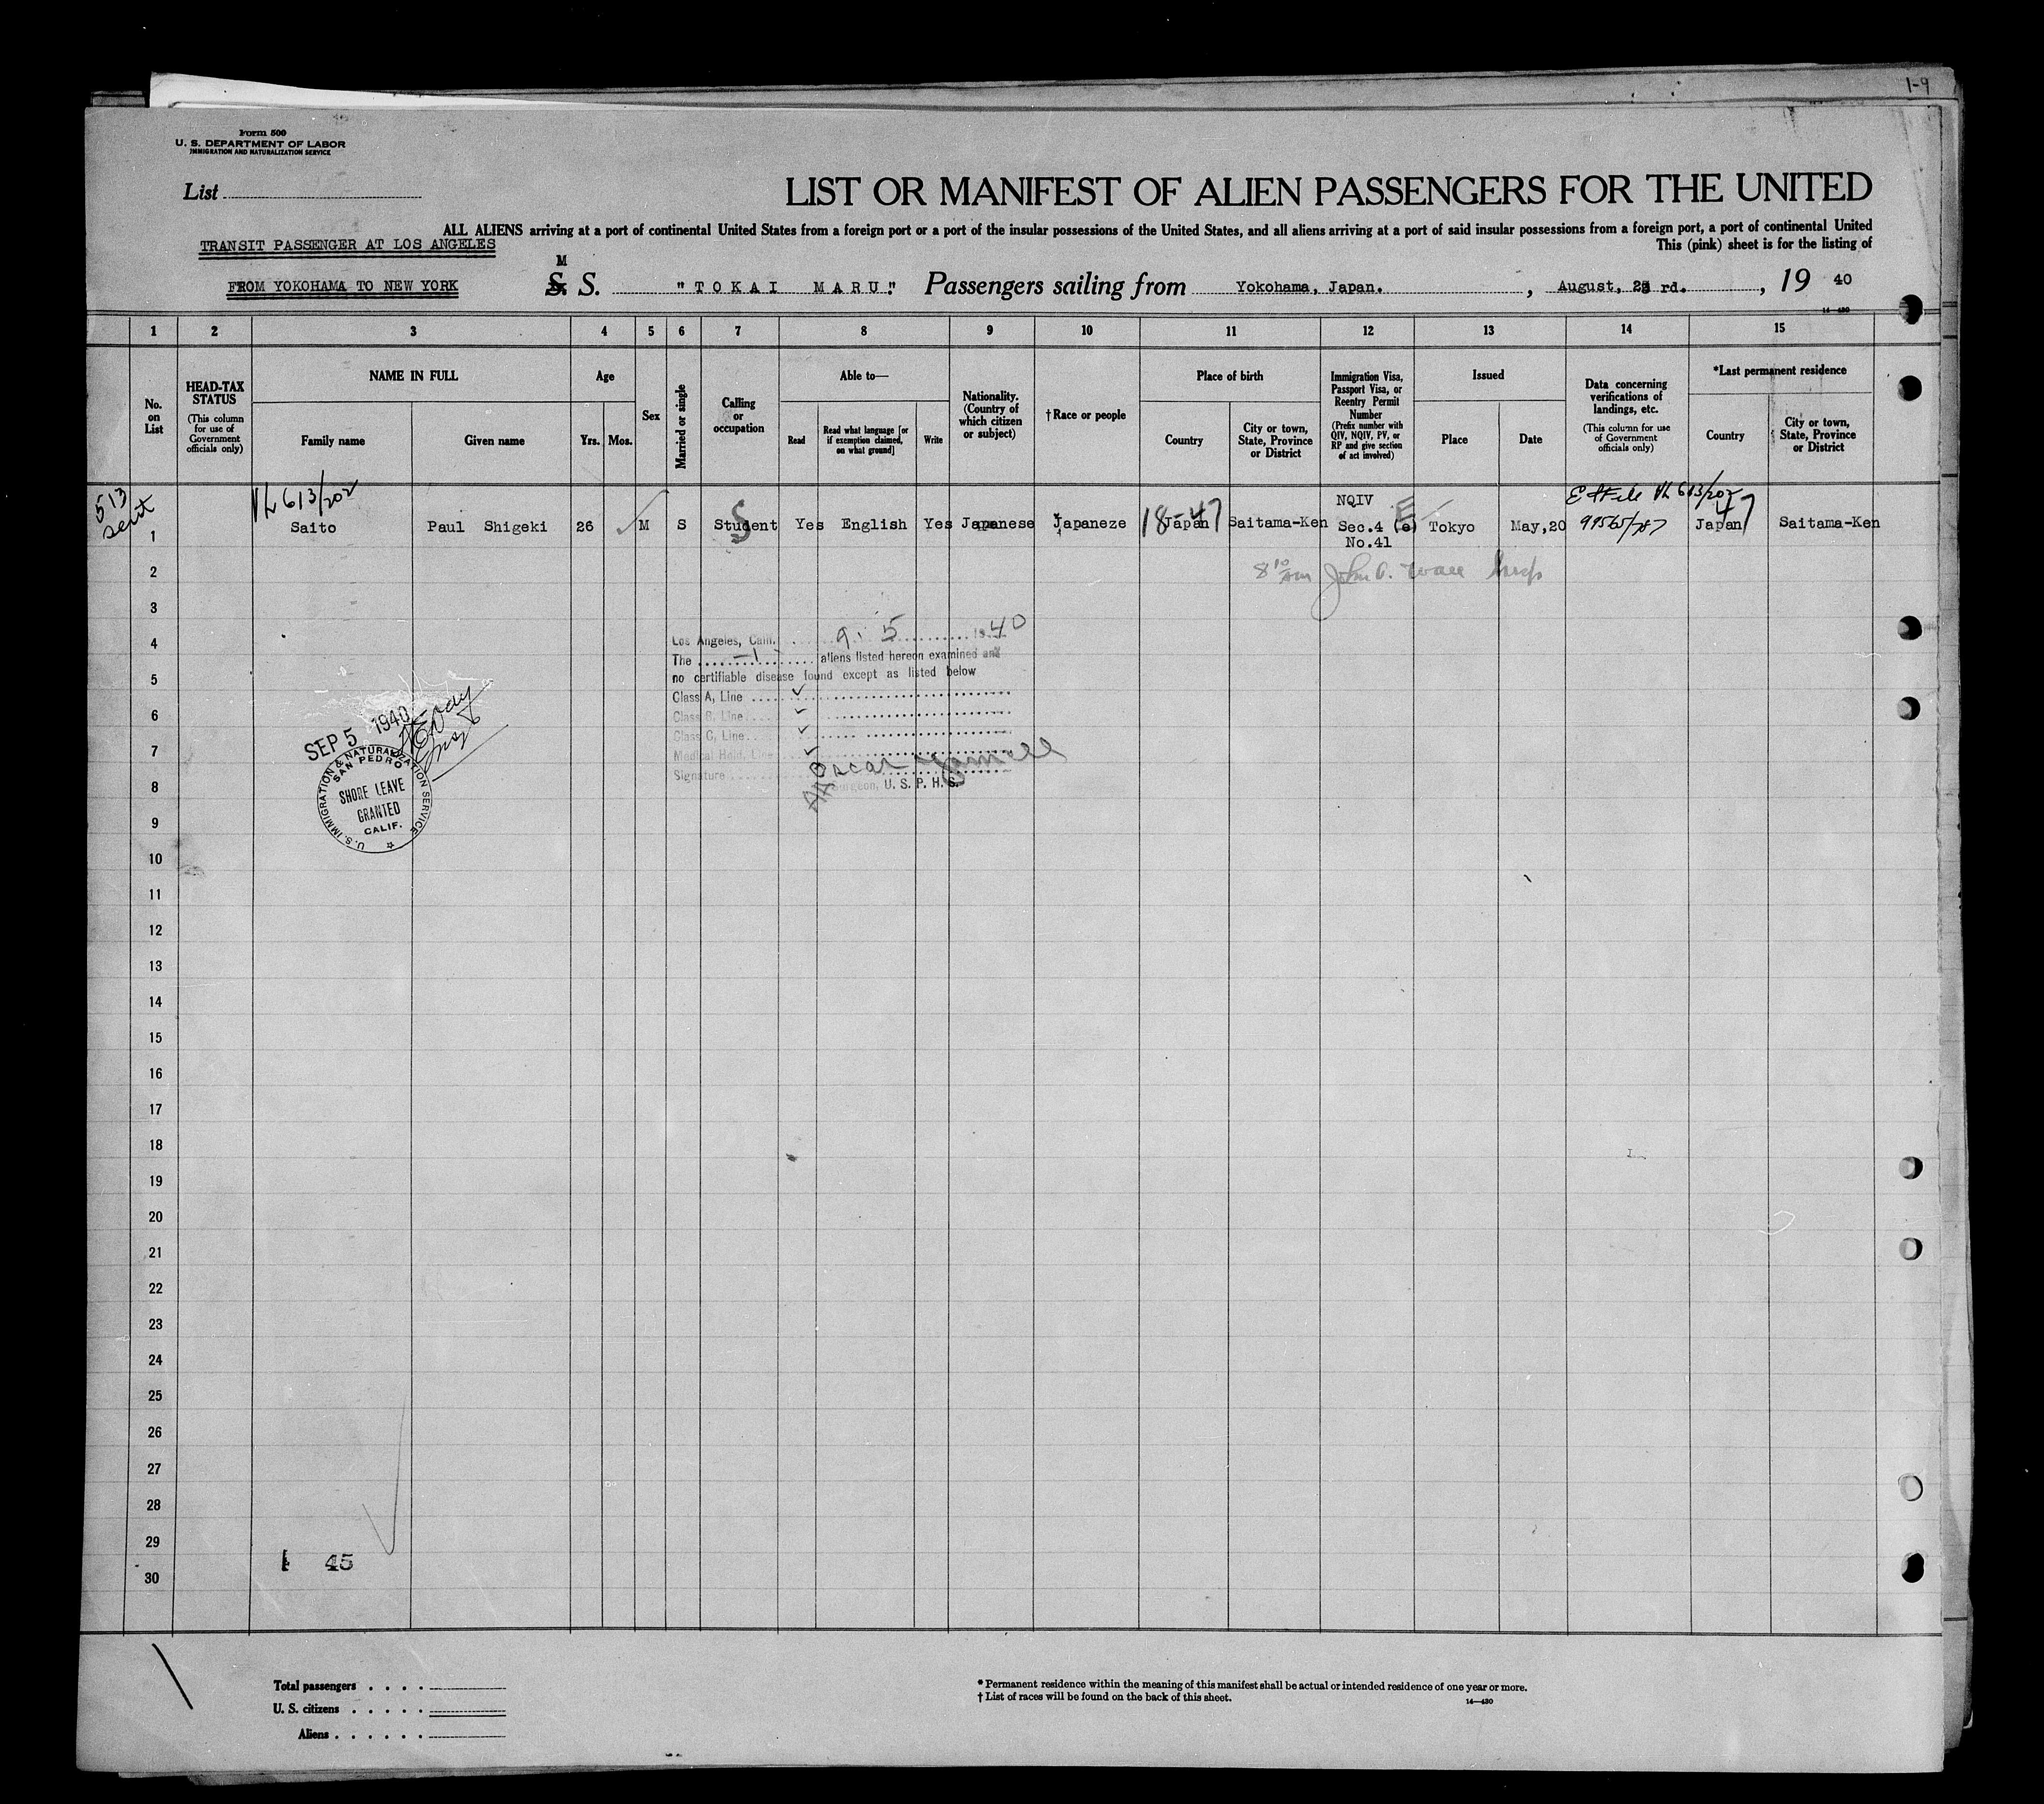 1-9
Form 500
U. S. DEPARTMENT OF LABOR
IMMIGRATION AND NATURALIZATION SERVICE
List
LIST OR MANIFEST OF ALIEN PASSENGERS FOR THE UNITED
ALL ALIENS arriving at a port of continental United States from a foreign port or a port of the insular possessions of the United States, and all aliens arriving at a port of said insular possessions from a foreign port, a port of continental United
This (pink) sheet is for the listing of
TRANSIT PASSENGER AT LOS ANGELES
FROM YOKOHAMA TO NEW YORK
M
S. S. "TOKAI MARU" Passengers sailing from Yokohama, Japan. , August, 23 rd. , 19 40
14—430
1 2 3 4 5 6 7 8 9 10 11 12 13 14 15
No. on List
HEAD-TAX STATUS
(This column for use of Government officials only)
NAME IN FULL
Family name
Given name
Age
Yrs.
Mos.
Sex
Married or single
Calling or occupation
Able to—
Read
Read what language [or if exemption claimed, on what ground]
Write
Nationality. (Country of which citizen or subject)
†Race or people
Place of birth
Country
City or town, State, Province or District
Immigration Visa, Passport Visa, or Reentry Permit Number
(Prefix number with QIV, NQIV, PV, or RP and give section of act involved)
Issued
Place
Date
Data concerning verifications of landings, etc.
(This column for use of Government officials only)
*Last permanent residence
Country
City or town, State, Province or District
513
sent
VL 613/202
NQIV
E
VL 613/202
1 Saito Paul Shigeki 26 M S Student Yes English Yes Japanese Japaneze Japan Saitama-Ken Sec.4 (e) Tokyo May,20 99565/787 Japan Saitama-Ken
S
18-47
47
No.41
2
8 10 am John
3
4
Los Angeles, Calif. 9. 5 1940
The -1- aliens listed hereon examined and
5
no certifiable disease found except as listed below
Class A, Line
6
Class B, Line
Class C, Line
7
Medical Hold, Line
Signature Oscar
8
Surgeon, U. S. P. H. S.
SEP 5 1940
U.S. IMMIGRATION & NATURALIZATION SERVICE
SAN PEDRO
SHORE LEAVE
GRANTED
CALIF.
9
10
11
12
13
14
15
16
17
18
19
20
21
22
23
24
25
26
27
28
29
45
30
Total passengers
U. S. citizens
Aliens
* Permanent residence within the meaning of this manifest shall be actual or intended residence of one year or more.
† List of races will be found on the back of this sheet.
14—430